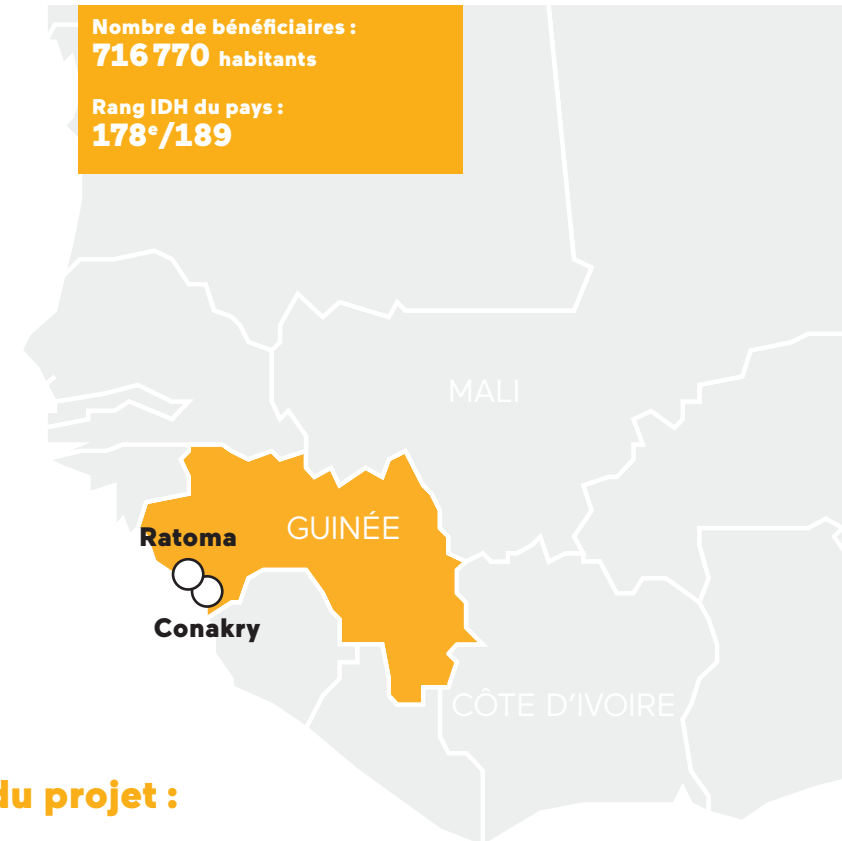 Nombre de bénéficiaires :
716 770 habitants
Rang IDH du pays :
178e/189
MALI
GUINÉE
Ratoma
Conakry
CÔTE D'IVOIRE
du projet :